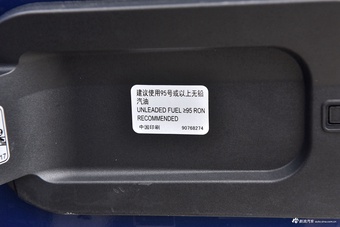 建议使用95号或以上无铅
汽油
UNLEADED FUEL ≥95 RON
RECOMMENDED
中国印刷 90768274